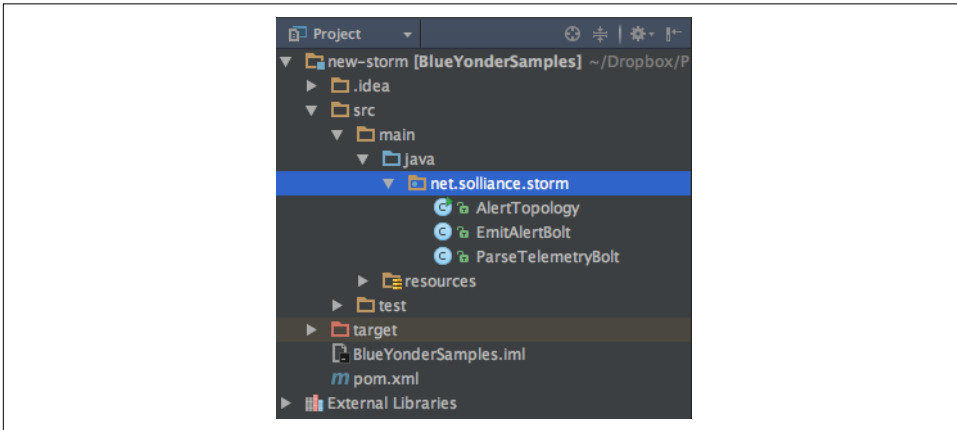 Project
new-storm [BlueYonderSamples] ~/Dropbox/P
.idea
src
main
java
net.solliance.storm
AlertTopology
EmitAlertBolt
ParseTelemetryBolt
resources
test
target
BlueYonderSamples.iml
pom.xml
External Libraries